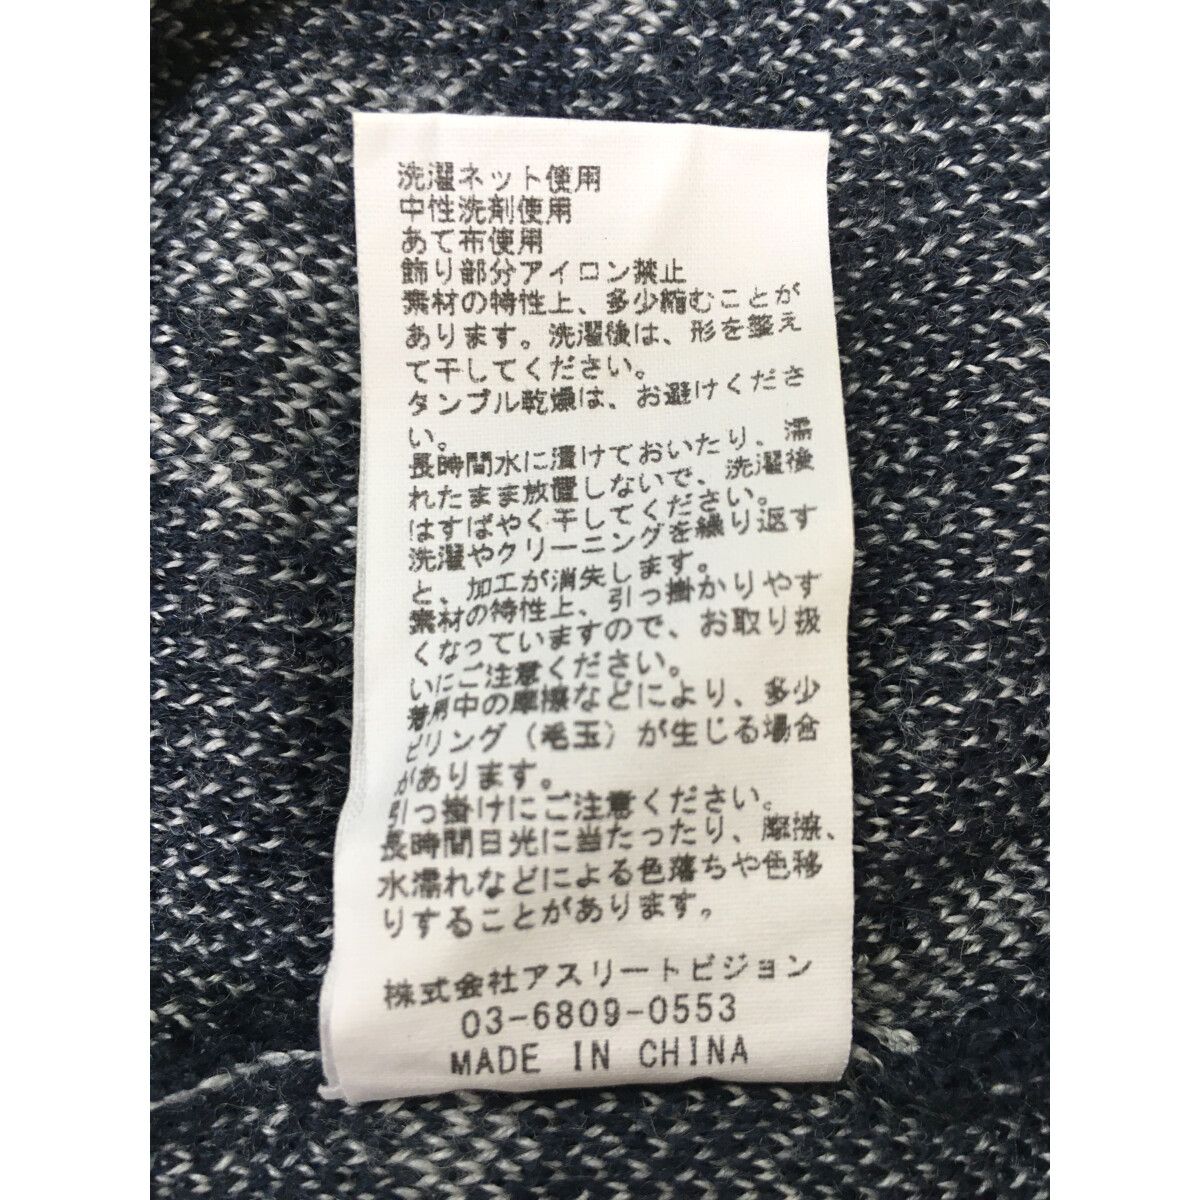 洗濯ネット使用
中性洗剤使用
あて布使用
飾り部分アイロン禁止
素材の特性上、多少縮むことが
あります。洗濯後は、形を整え
て干してください。
タンブル乾燥は、お避けくださ
い。
長時間水に漬けておいたり、濡
れたまま放置しないで、洗濯後
はすばやく干してください。
洗濯やクリーニングを繰り返す
と、加工が消失します。
素材の特性上、引っ掛かりやす
くなっていますので、お取り扱
いにご注意ください。
着用中の摩擦などにより、多少
ピリング（毛玉）が生じる場合
があります。
引っ掛けにご注意ください。
長時間日光に当たったり、摩擦、
水濡れなどによる色落ちや色移
りすることがあります。
株式会社アスリートビジョン
03-6809-0553
MADE IN CHINA